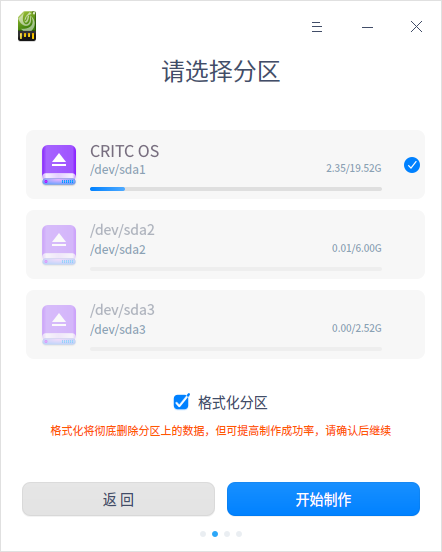 请选择分区
CRITC OS
/dev/sda1
2.35/19.52G
/dev/sda2
/dev/sda2
0.01/6.00G
/dev/sda3
/dev/sda3
0.00/2.52G
格式化分区
格式化将彻底删除分区上的数据，但可提高制作成功率，请确认后继续
返 回
开始制作